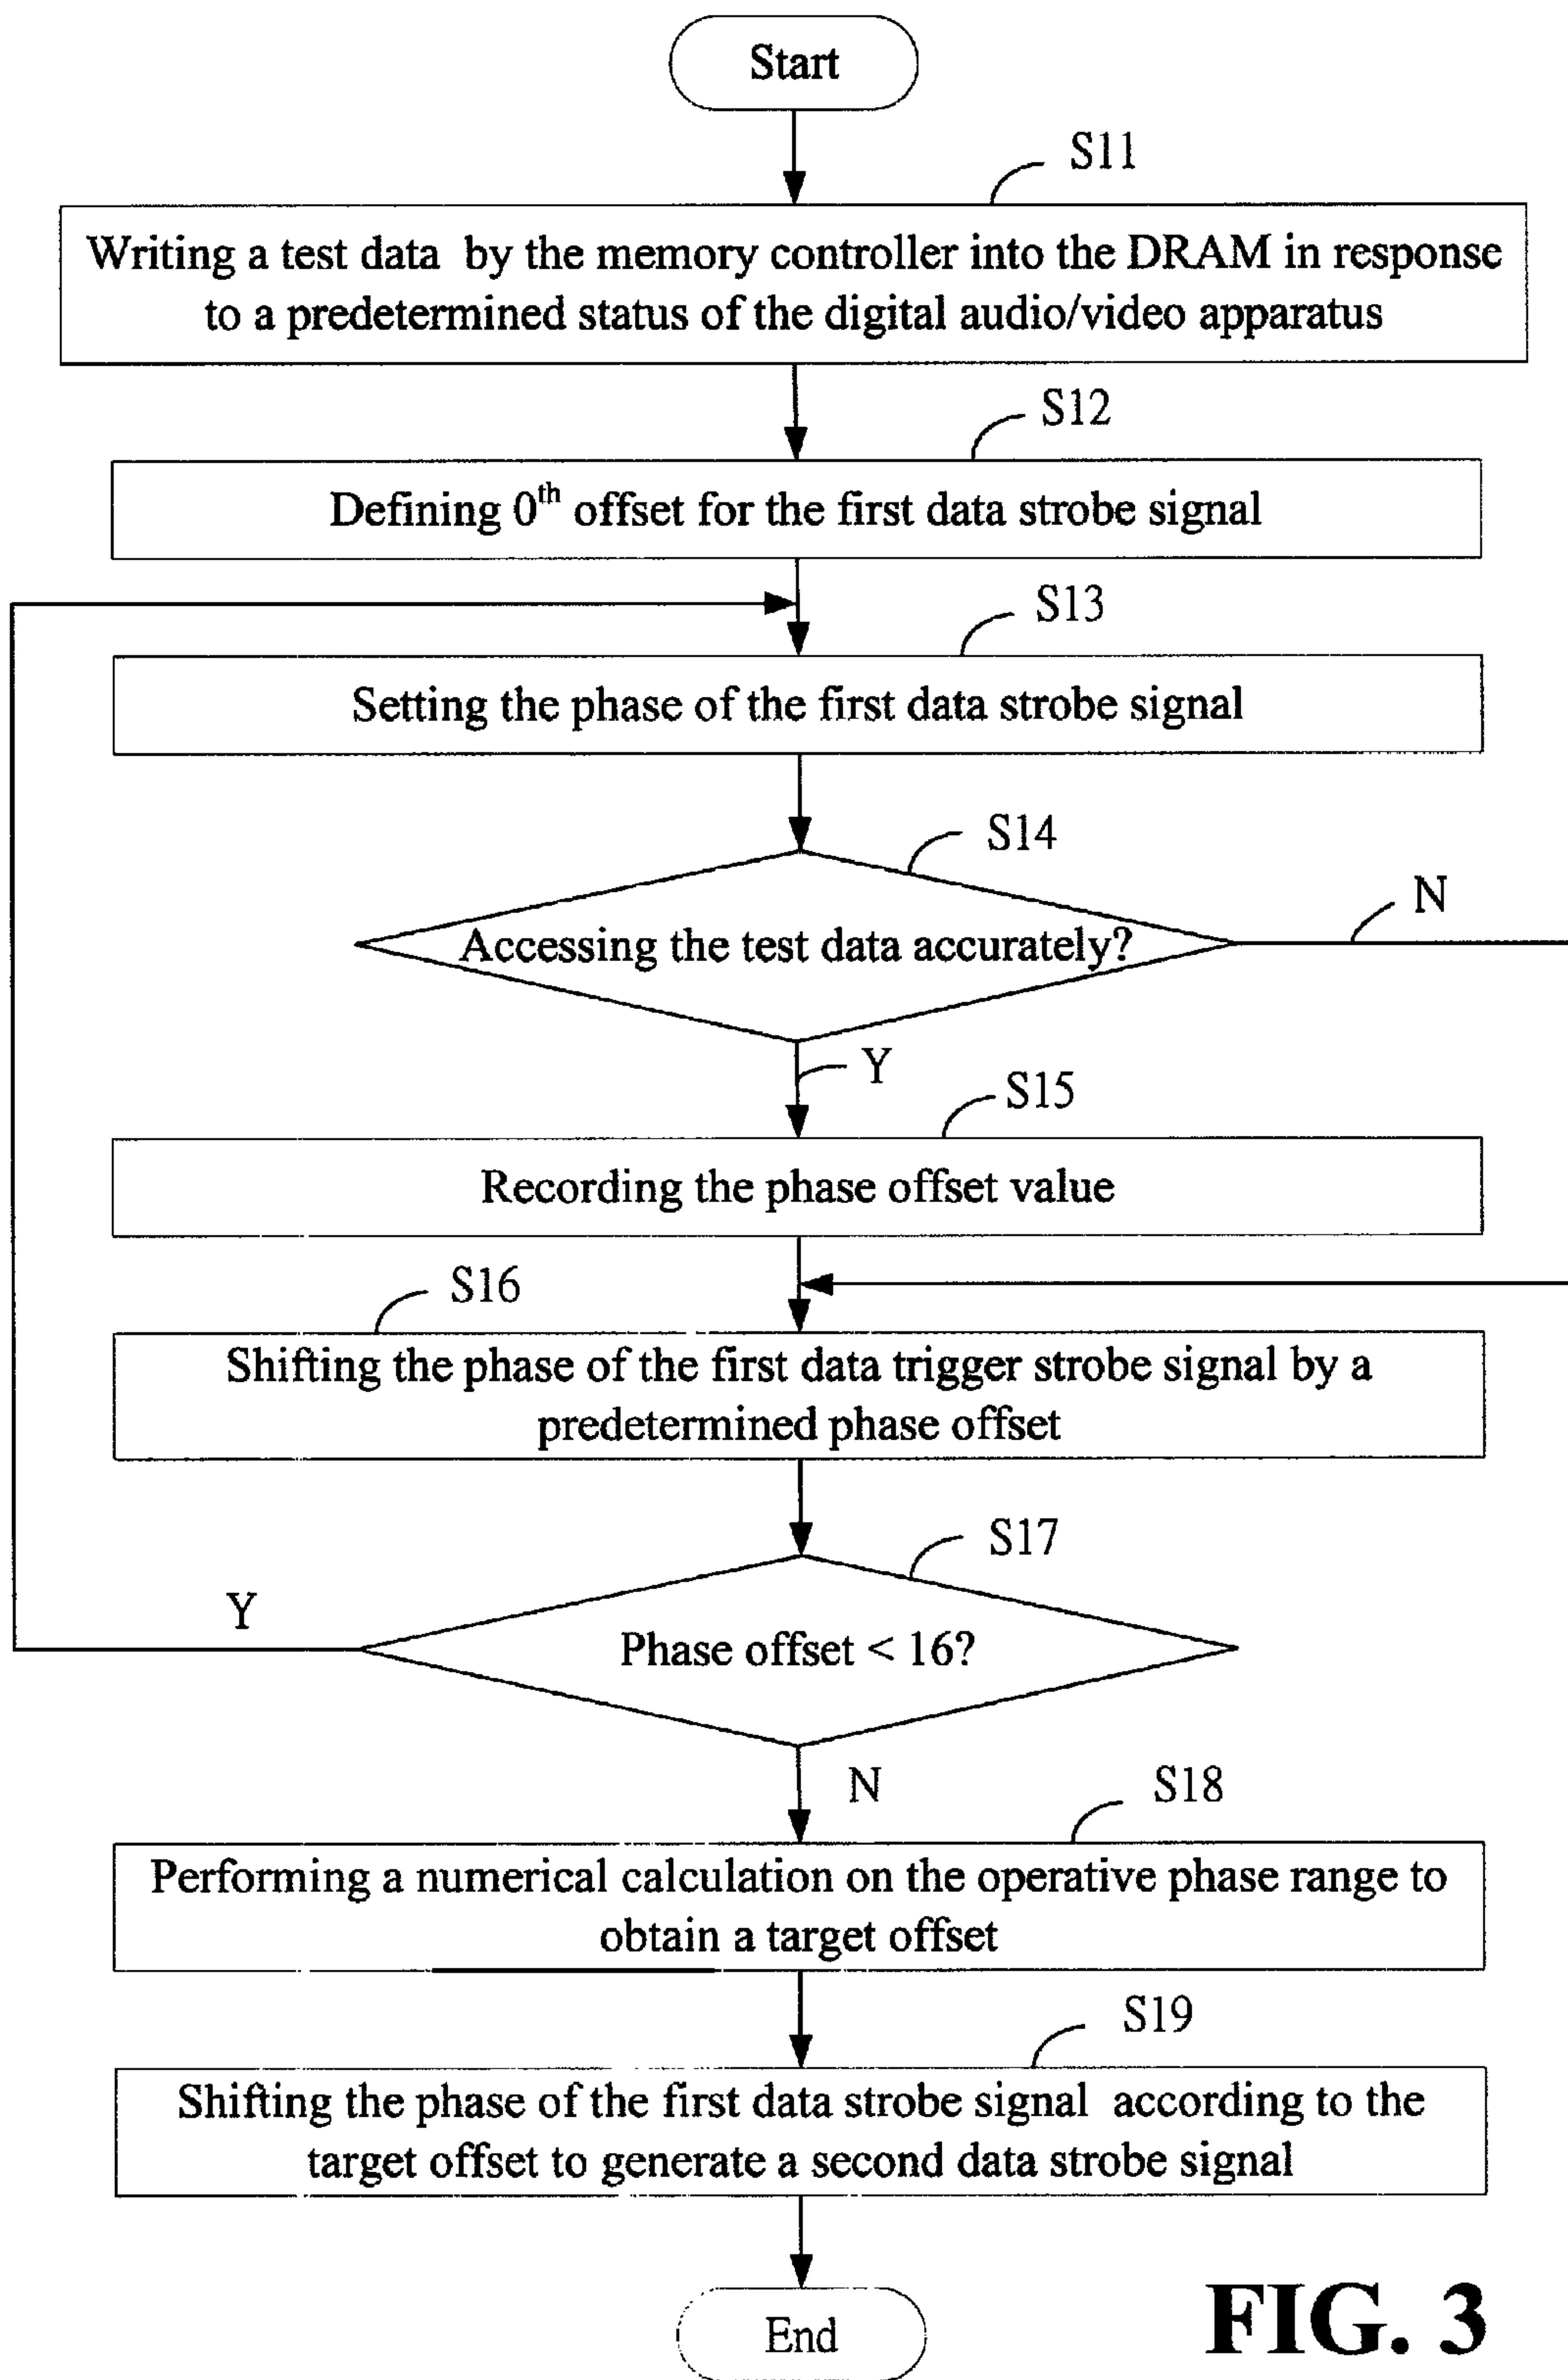 Start
S11
Writing a test data by the memory controller into the DRAM in response
to a predetermined status of the digital audio/video apparatus
S12
Defining 0th offset for the first data strobe signal
S13
Setting the phase of the first data strobe signal
S14
N
Accessing the test data accurately?
Y
S15
Recording the phase offset value
S16
Shifting the phase of the first data trigger strobe signal by a
predetermined phase offset
S17
Y
Phase offset < 16?
N
S18
Performing a numerical calculation on the operative phase range to
obtain a target offset
S19
Shifting the phase of the first data strobe signal according to the
target offset to generate a second data strobe signal
End
FIG. 3